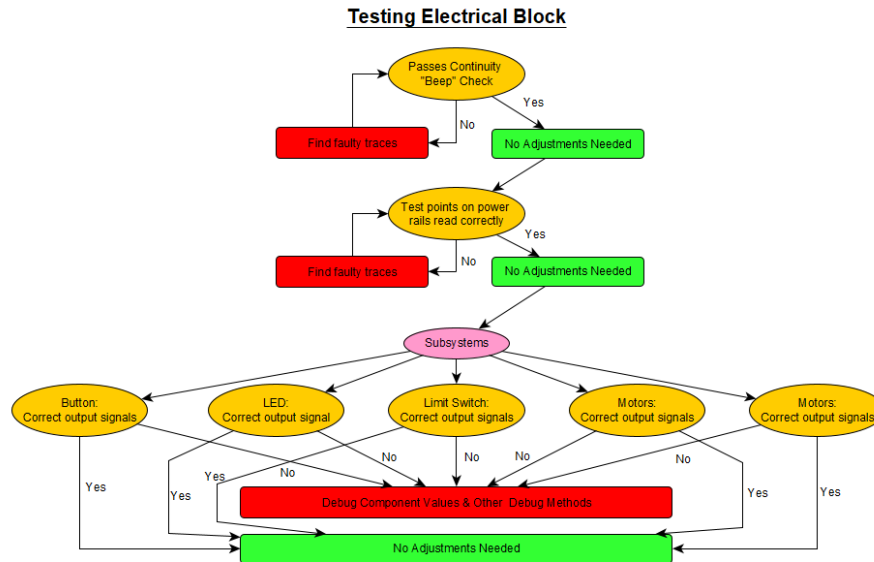 Testing Electrical Block
Passes Continuity
"Beep" Check
Yes
No
Find faulty traces
No Adjustments Needed
Test points on power
rails read correctly
Yes
No
Find faulty traces
No Adjustments Needed
Subsystems
Button:
Correct output signals
LED:
Correct output signal
Limit Switch:
Correct output signals
Motors:
Correct output signals
Motors:
Correct output signals
No
No
No
No
No
Yes
Yes
Yes
Yes
Yes
Debug Component Values & Other Debug Methods
No Adjustments Needed